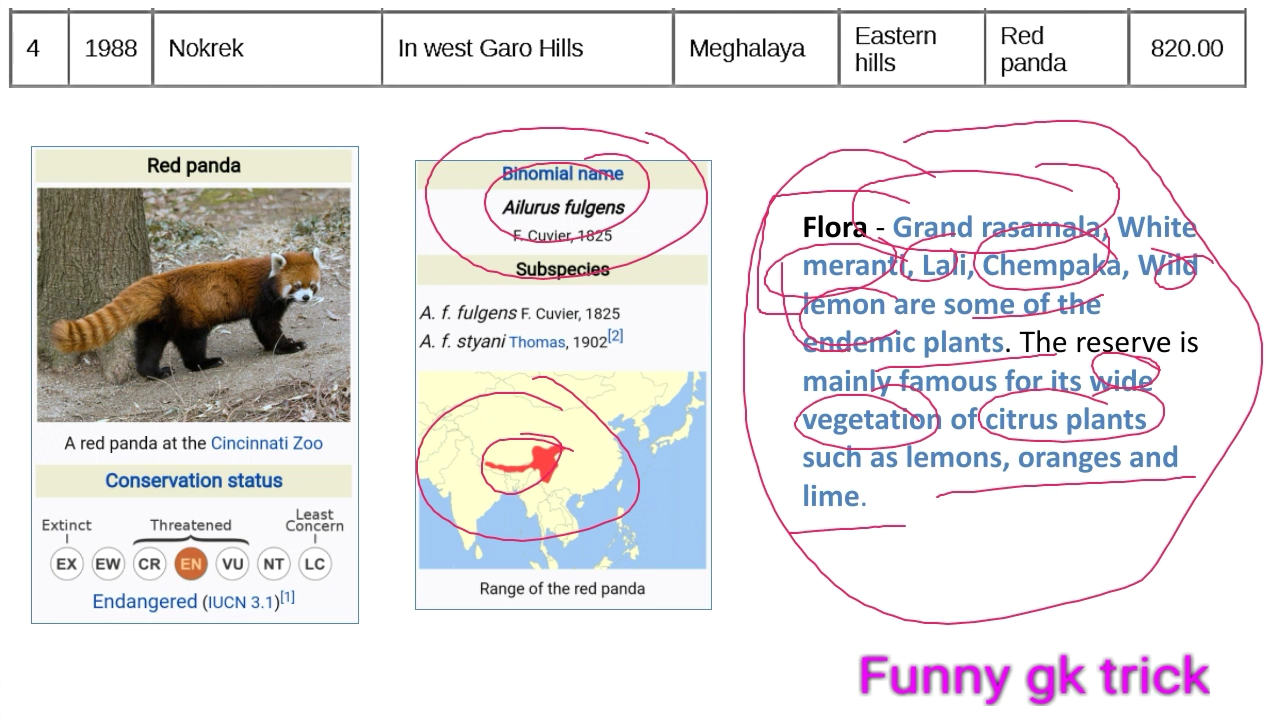 4 1988 Nokrek In west Garo Hills Meghalaya Eastern hills Red panda 820.00
Red panda
A red panda at the Cincinnati Zoo
Conservation status
Extinct Threatened Least Concern
EX EW CR EN VU NT LC
Endangered (IUCN 3.1)[1]
Binomial name
Ailurus fulgens
F. Cuvier, 1825
Subspecies
A. f. fulgens F. Cuvier, 1825
A. f. styani Thomas, 1902[2]
Range of the red panda
Flora - Grand rasamala, White
meranti, Lali, Chempaka, Wild
lemon are some of the
endemic plants. The reserve is
mainly famous for its wide
vegetation of citrus plants
such as lemons, oranges and
lime.
Funny gk trick